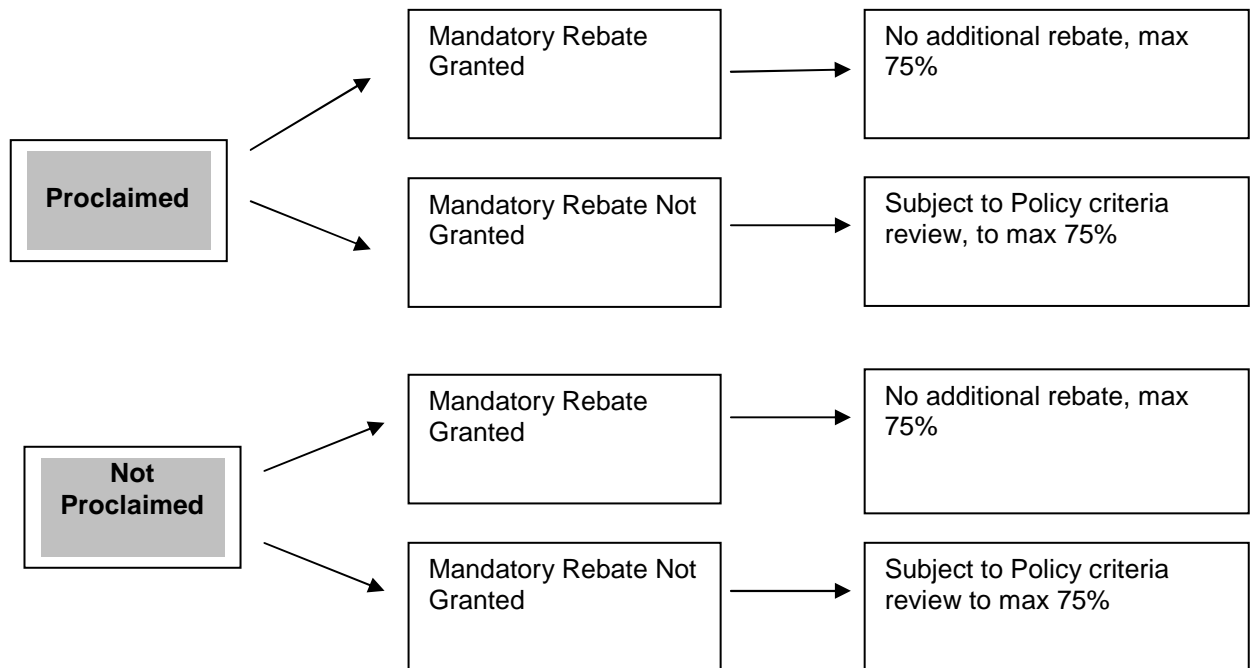 Mandatory Rebate
Granted
No additional rebate, max
75%
Proclaimed
Mandatory Rebate Not
Granted
Subject to Policy criteria
review, to max 75%
Mandatory Rebate
Granted
No additional rebate, max
75%
Not
Proclaimed
Mandatory Rebate Not
Granted
Subject to Policy criteria
review to max 75%